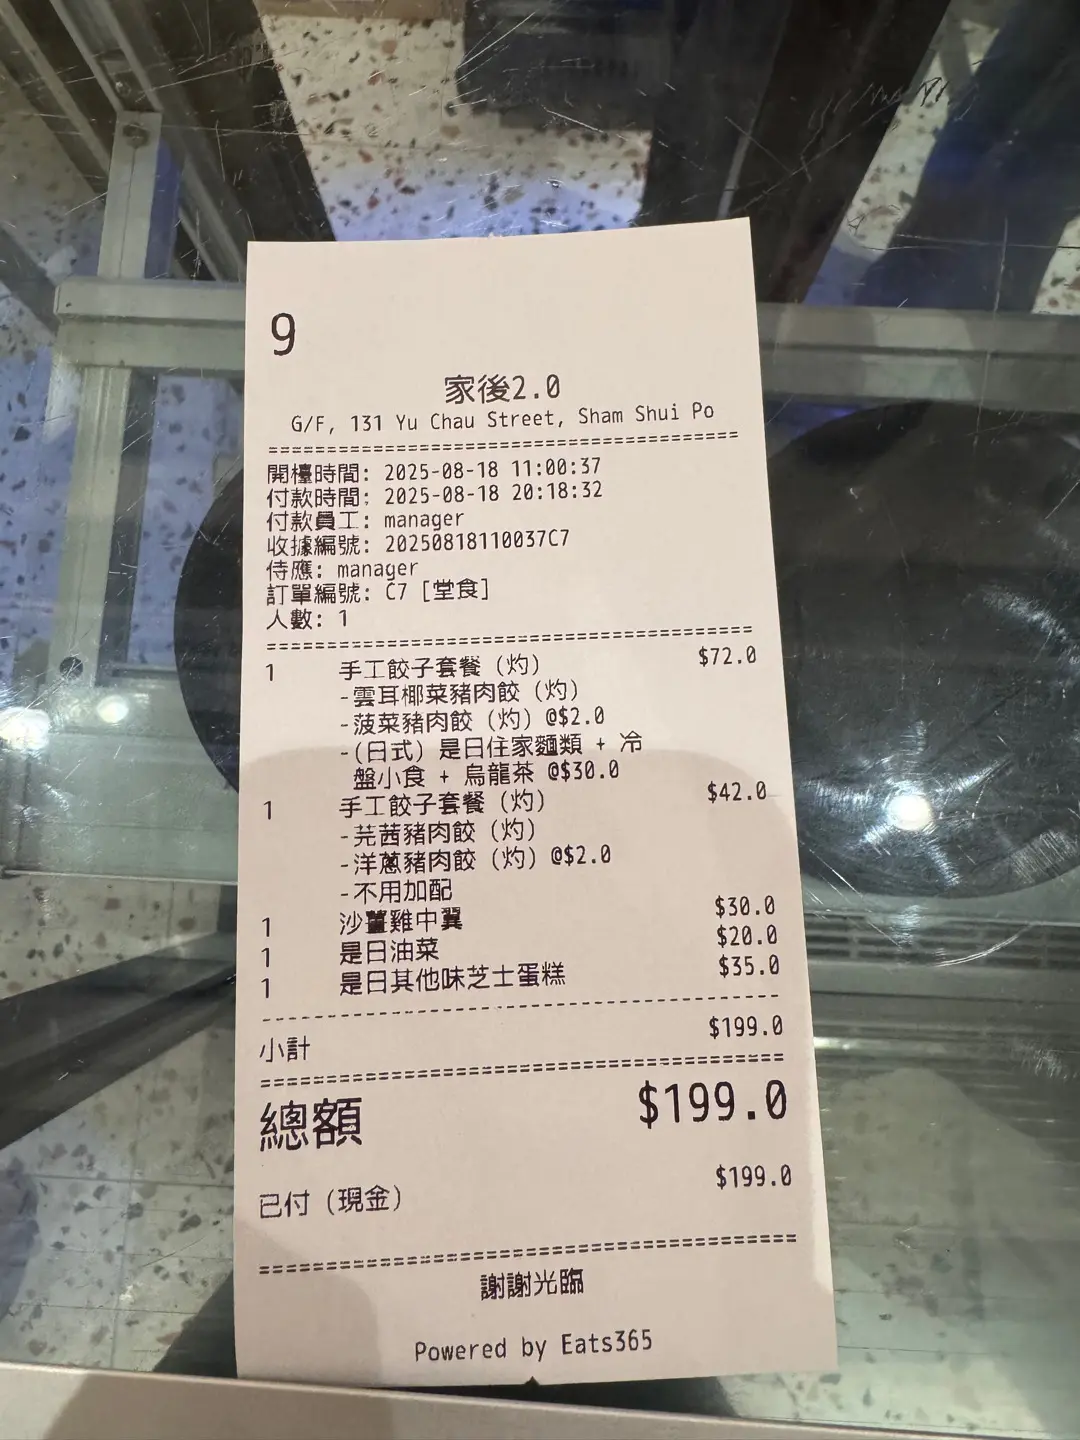 9
家後2.0
G/F, 131 Yu Chau Street, Sham Shui Po
================================================
開檯時間: 2025-08-18 11:00:37
付款時間: 2025-08-18 20:18:32
付款員工: manager
收據編號: 20250818110037C7
侍應: manager
訂單編號: C7 [堂食]
人數: 1
================================================
1 手工餃子套餐 (灼) $72.0
-雲耳椰菜豬肉餃 (灼)
-菠菜豬肉餃 (灼) @$2.0
-(日式) 是日住家麵類 + 冷
盤小食 + 烏龍茶 @$30.0
1 手工餃子套餐 (灼) $42.0
-芫茜豬肉餃 (灼)
-洋蔥豬肉餃 (灼) @$2.0
-不用加配
1 沙薑雞中翼 $30.0
1 是日油菜 $20.0
1 是日其他味芝士蛋糕 $35.0
------------------------------------------------
小計 $199.0
================================================
總額 $199.0
已付 (現金) $199.0
================================================
謝謝光臨
Powered by Eats365